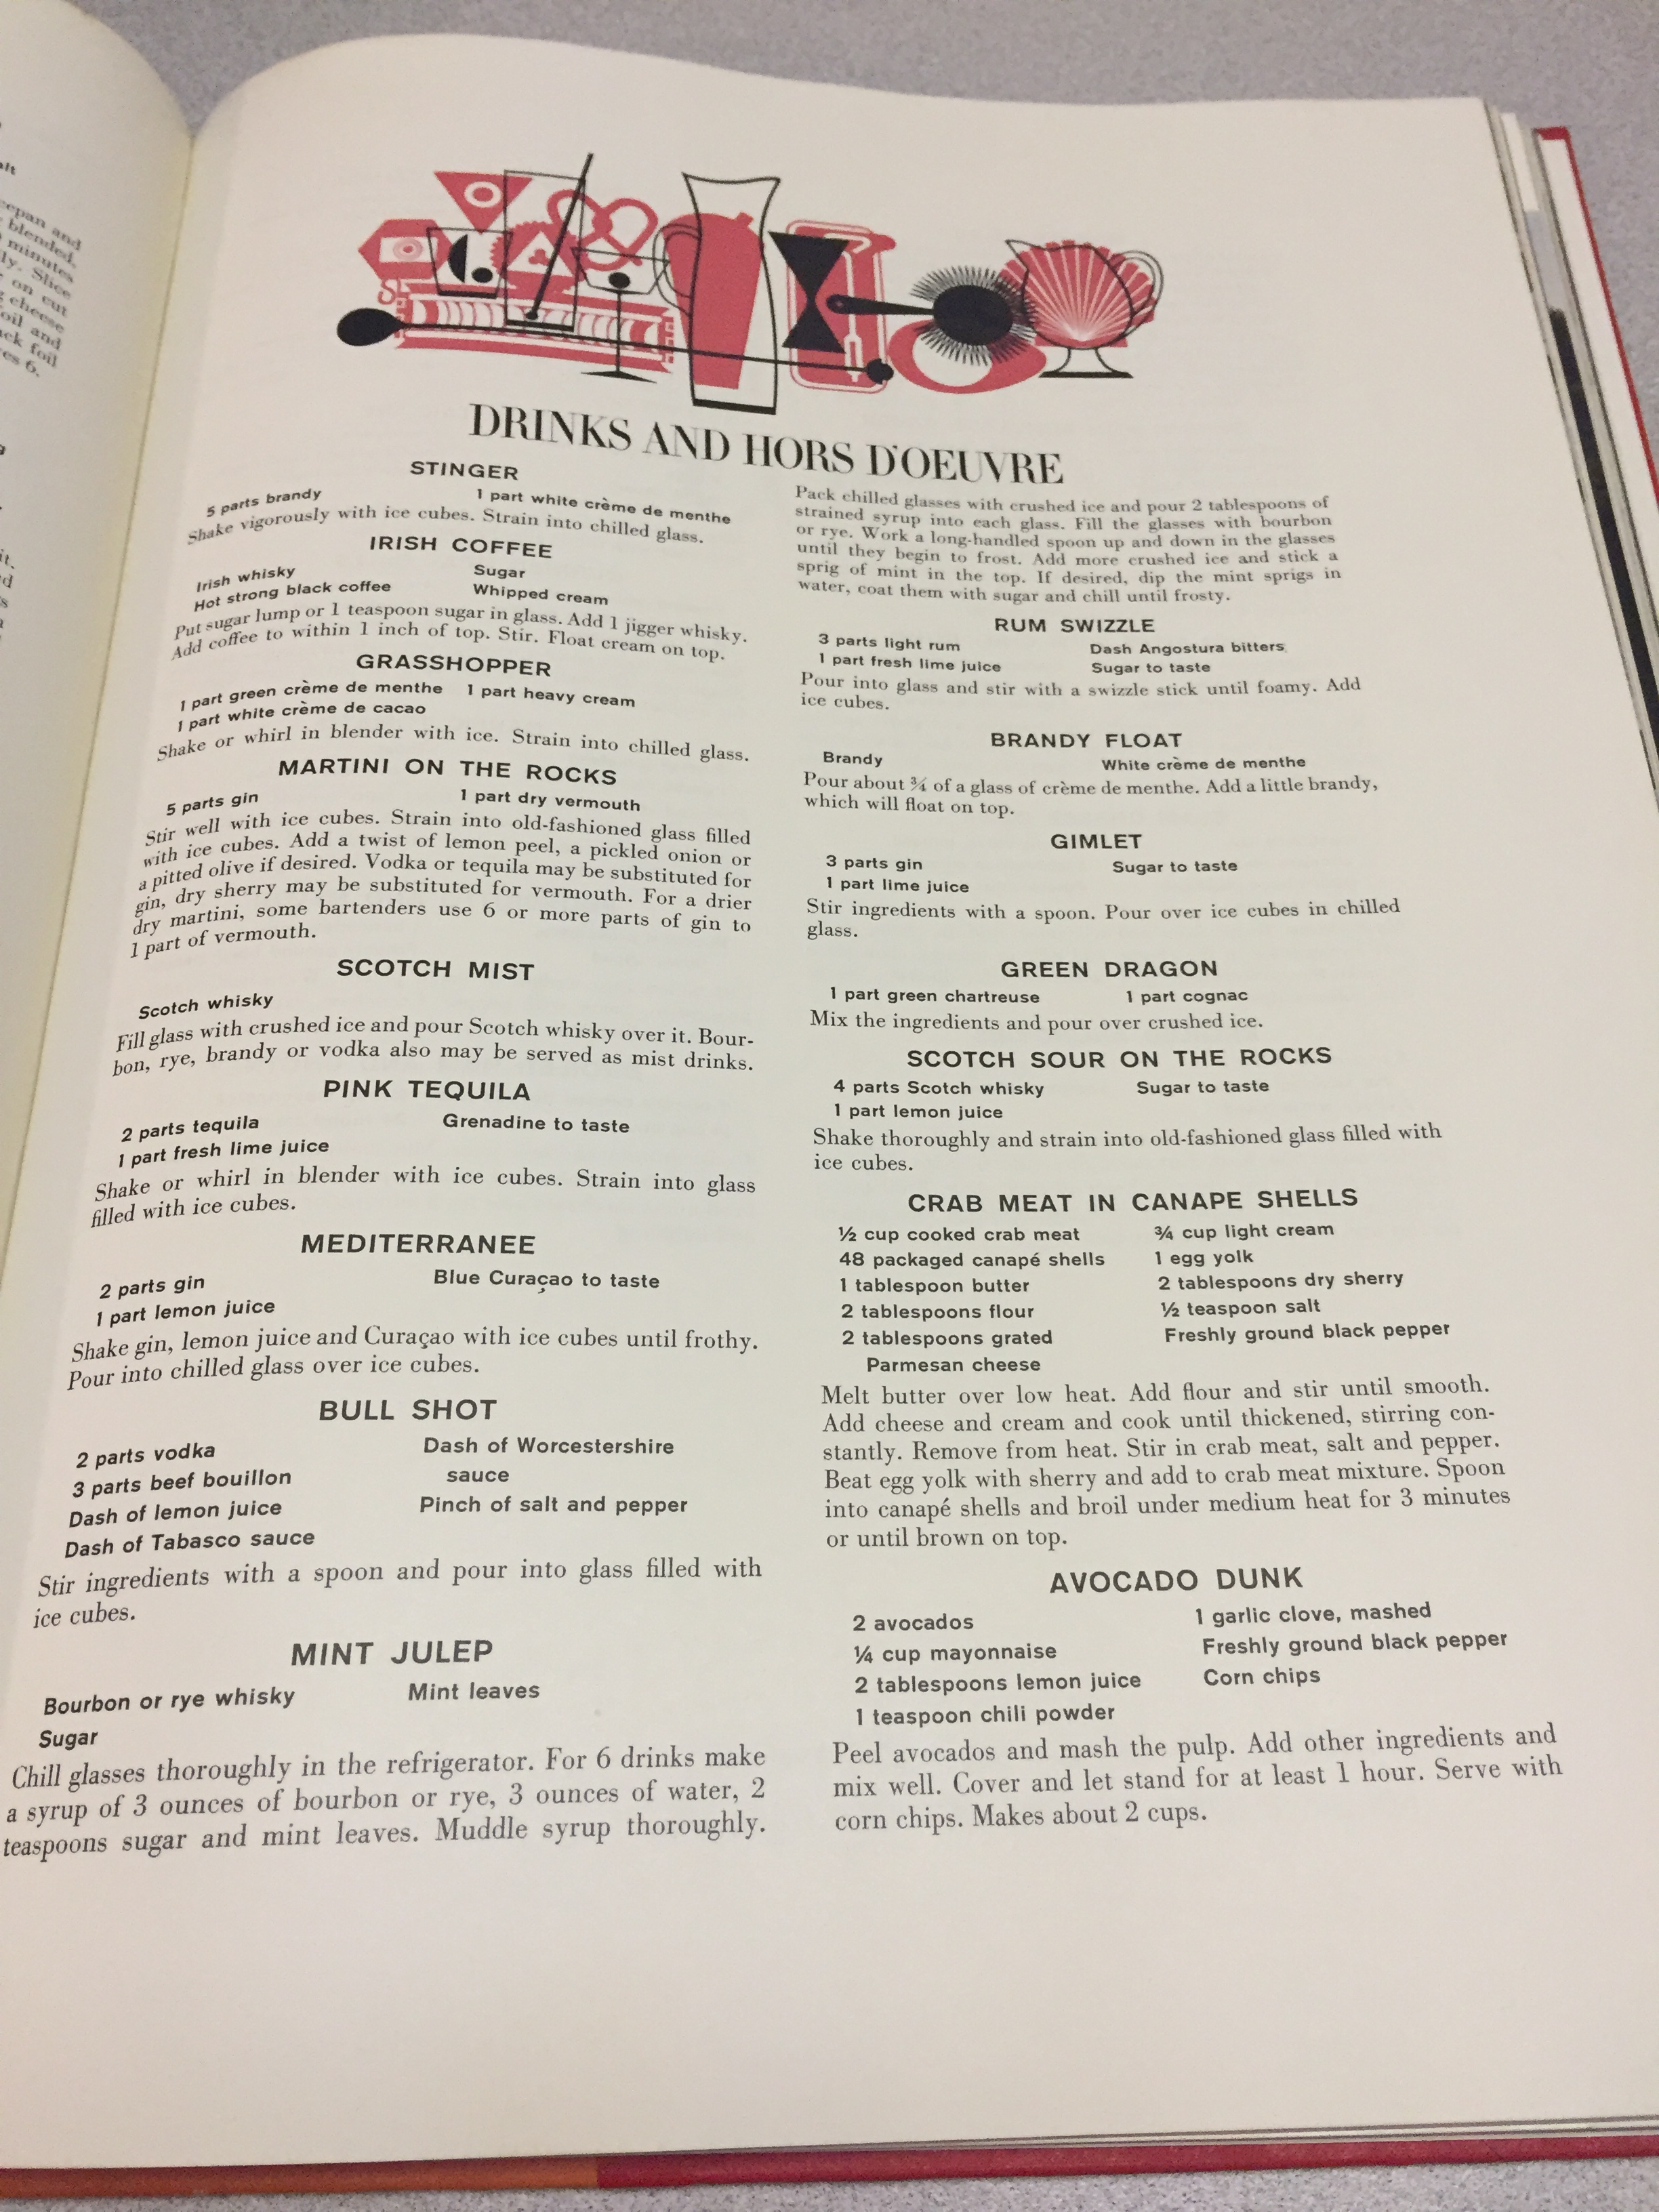 alt
cepan and
blended,
minutes
ly. Slice
on cut
cheese
oil and
ck foil
es 6.
DRINKS AND HORS D'OEUVRE
STINGER
5 parts brandy 1 part white crème de menthe
Shake vigorously with ice cubes. Strain into chilled glass.
IRISH COFFEE
Irish whisky Sugar
Hot strong black coffee Whipped cream
Put sugar lump or 1 teaspoon sugar in glass. Add 1 jigger whisky.
Add coffee to within 1 inch of top. Stir. Float cream on top.
GRASSHOPPER
1 part green crème de menthe 1 part heavy cream
1 part white crème de cacao
Shake or whirl in blender with ice. Strain into chilled glass.
MARTINI ON THE ROCKS
5 parts gin 1 part dry vermouth
Stir well with ice cubes. Strain into old-fashioned glass filled
with ice cubes. Add a twist of lemon peel, a pickled onion or
a pitted olive if desired. Vodka or tequila may be substituted for
gin, dry sherry may be substituted for vermouth. For a drier
dry martini, some bartenders use 6 or more parts of gin to
1 part of vermouth.
SCOTCH MIST
Scotch whisky
Fill glass with crushed ice and pour Scotch whisky over it. Bour-
bon, rye, brandy or vodka also may be served as mist drinks.
PINK TEQUILA
2 parts tequila Grenadine to taste
1 part fresh lime juice
Shake or whirl in blender with ice cubes. Strain into glass
filled with ice cubes.
MEDITERRANEE
2 parts gin Blue Curaçao to taste
1 part lemon juice
Shake gin, lemon juice and Curaçao with ice cubes until frothy.
Pour into chilled glass over ice cubes.
BULL SHOT
2 parts vodka Dash of Worcestershire
3 parts beef bouillon sauce
Dash of lemon juice Pinch of salt and pepper
Dash of Tabasco sauce
Stir ingredients with a spoon and pour into glass filled with
ice cubes.
MINT JULEP
Bourbon or rye whisky Mint leaves
Sugar
Chill glasses thoroughly in the refrigerator. For 6 drinks make
a syrup of 3 ounces of bourbon or rye, 3 ounces of water, 2
teaspoons sugar and mint leaves. Muddle syrup thoroughly.
Pack chilled glasses with crushed ice and pour 2 tablespoons of
strained syrup into each glass. Fill the glasses with bourbon
or rye. Work a long-handled spoon up and down in the glasses
until they begin to frost. Add more crushed ice and stick a
sprig of mint in the top. If desired, dip the mint sprigs in
water, coat them with sugar and chill until frosty.
RUM SWIZZLE
3 parts light rum Dash Angostura bitters
1 part fresh lime juice Sugar to taste
Pour into glass and stir with a swizzle stick until foamy. Add
ice cubes.
BRANDY FLOAT
Brandy White crème de menthe
Pour about ¾ of a glass of crème de menthe. Add a little brandy,
which will float on top.
GIMLET
3 parts gin Sugar to taste
1 part lime juice
Stir ingredients with a spoon. Pour over ice cubes in chilled
glass.
GREEN DRAGON
1 part green chartreuse 1 part cognac
Mix the ingredients and pour over crushed ice.
SCOTCH SOUR ON THE ROCKS
4 parts Scotch whisky Sugar to taste
1 part lemon juice
Shake thoroughly and strain into old-fashioned glass filled with
ice cubes.
CRAB MEAT IN CANAPE SHELLS
½ cup cooked crab meat ¾ cup light cream
48 packaged canapé shells 1 egg yolk
1 tablespoon butter 2 tablespoons dry sherry
2 tablespoons flour ½ teaspoon salt
2 tablespoons grated Freshly ground black pepper
Parmesan cheese
Melt butter over low heat. Add flour and stir until smooth.
Add cheese and cream and cook until thickened, stirring con-
stantly. Remove from heat. Stir in crab meat, salt and pepper.
Beat egg yolk with sherry and add to crab meat mixture. Spoon
into canapé shells and broil under medium heat for 3 minutes
or until brown on top.
AVOCADO DUNK
2 avocados 1 garlic clove, mashed
¼ cup mayonnaise Freshly ground black pepper
2 tablespoons lemon juice Corn chips
1 teaspoon chili powder
Peel avocados and mash the pulp. Add other ingredients and
mix well. Cover and let stand for at least 1 hour. Serve with
corn chips. Makes about 2 cups.